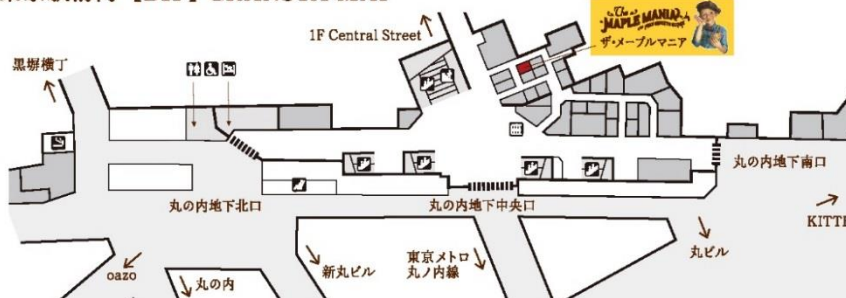 1F Central Street
The
MAPLE MANIA
ザ・メープルマニア
黒塀横丁
丸の内地下北口
丸の内地下中央口
丸の内地下南口
KITTE
丸ビル
oazo
丸の内
新丸ビル
東京メトロ
丸ノ内線